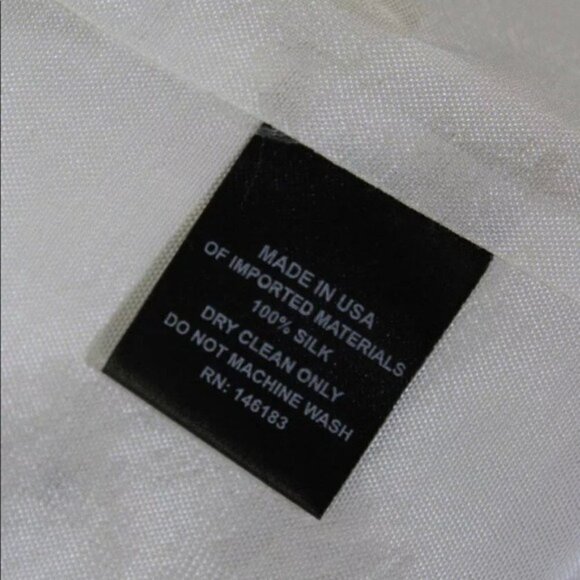 MADE IN USA
OF IMPORTED MATERIALS
100% SILK
DRY CLEAN ONLY
DO NOT MACHINE WASH
RN: 146183